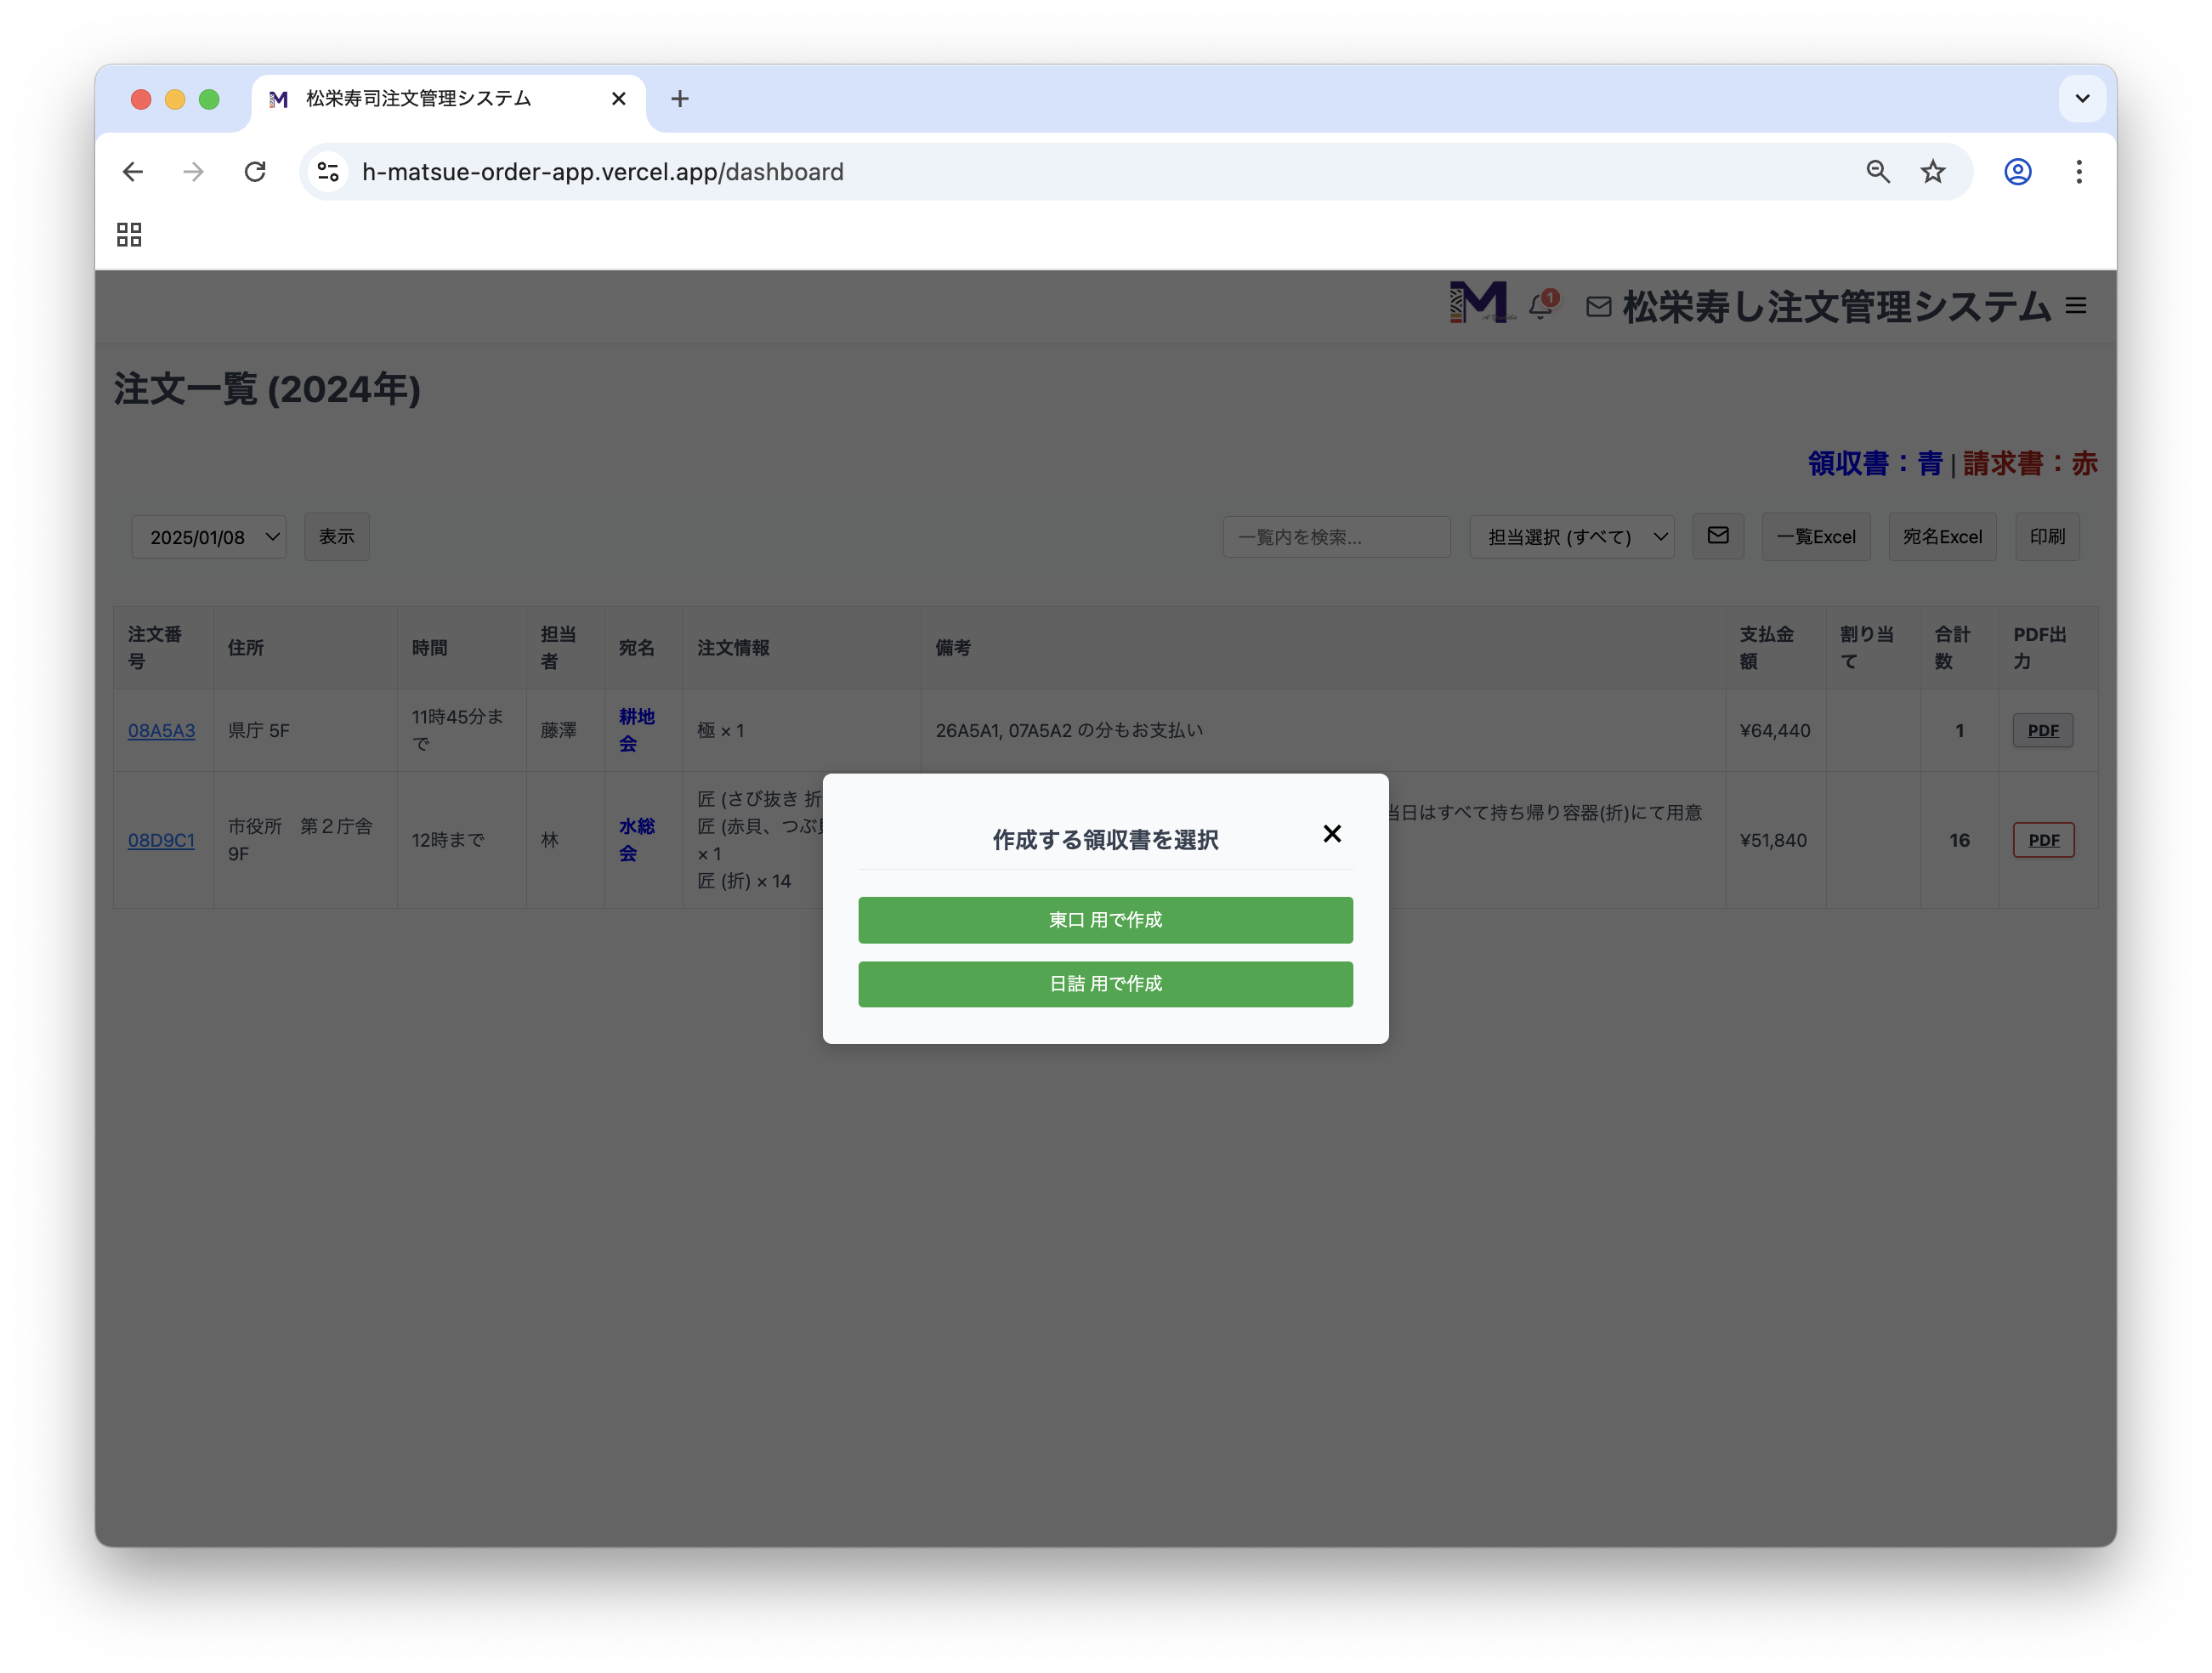 松栄寿司注文管理システム
h-matsue-order-app.vercel.app/dashboard
M
1
松栄寿し注文管理システム
注文一覧 (2024年)
領収書：青 | 請求書：赤
2025/01/08
表示
一覧内を検索...
担当選択 (すべて)
一覧Excel
宛名Excel
印刷
注文番号
住所
時間
担当者
宛名
注文情報
備考
支払金額
割り当て
合計数
PDF出力
08A5A3
県庁 5F
11時45分まで
藤澤
耕地会
極 × 1
26A5A1, 07A5A2 の分もお支払い
¥64,440
1
PDF
08D9C1
市役所　第２庁舎
9F
12時まで
林
水総会
匠 (さび抜き 折
匠 (赤貝、つぶ
× 1
匠 (折) × 14
当日はすべて持ち帰り容器(折)にて用意
¥51,840
16
PDF
作成する領収書を選択
東口 用で作成
日詰 用で作成